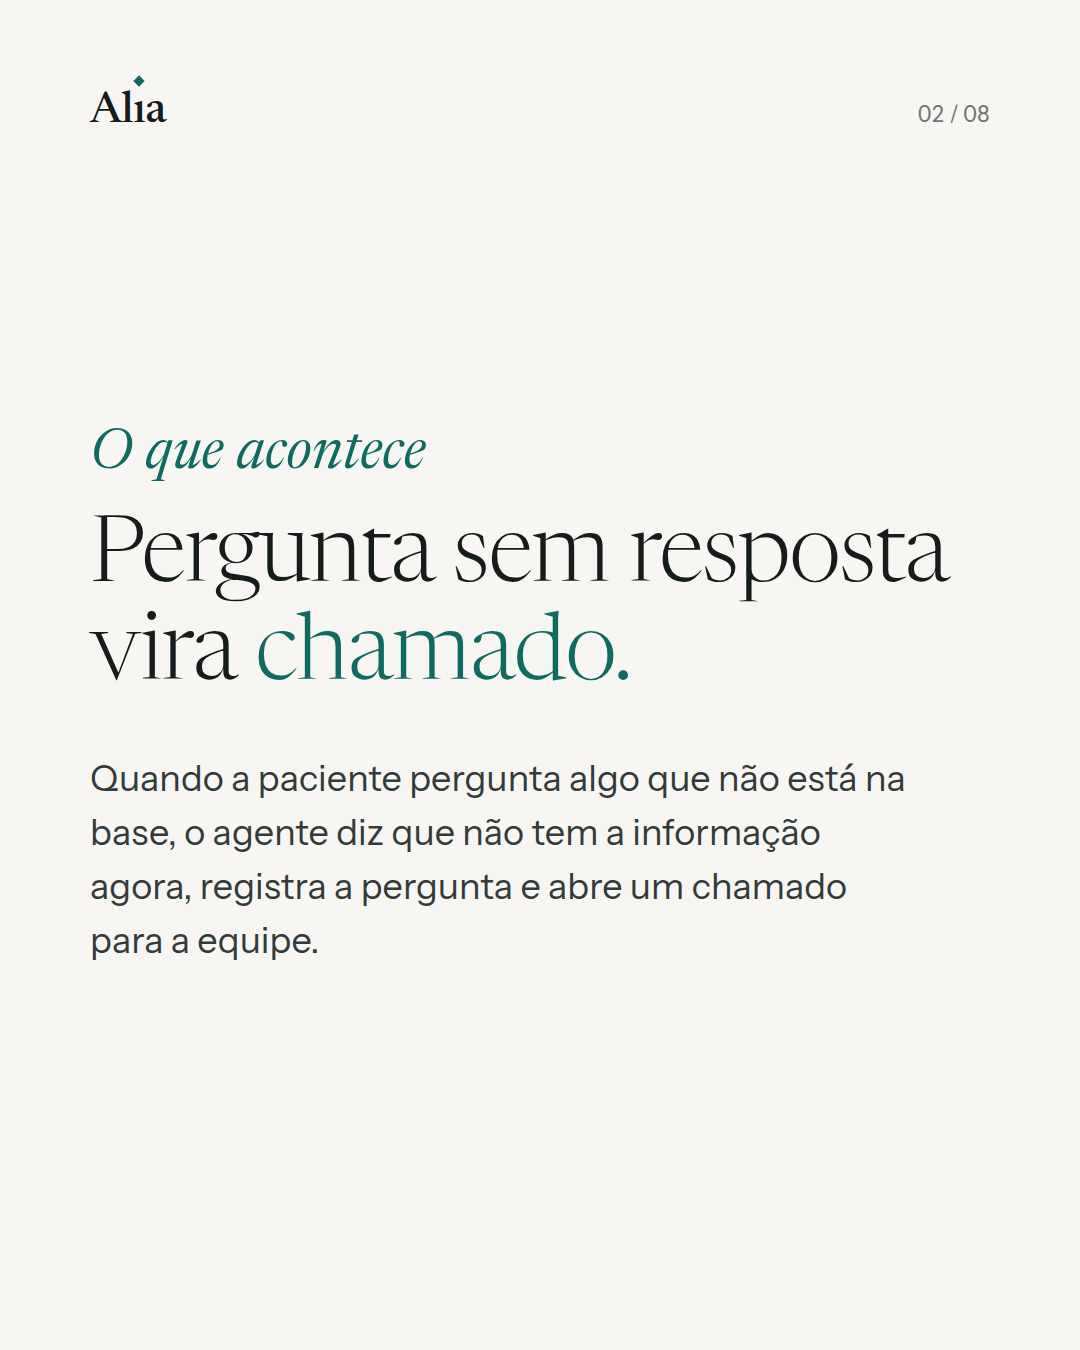 Alia
02 / 08
O que acontece
Pergunta sem resposta
vira chamado.
Quando a paciente pergunta algo que não está na
base, o agente diz que não tem a informação
agora, registra a pergunta e abre um chamado
para a equipe.